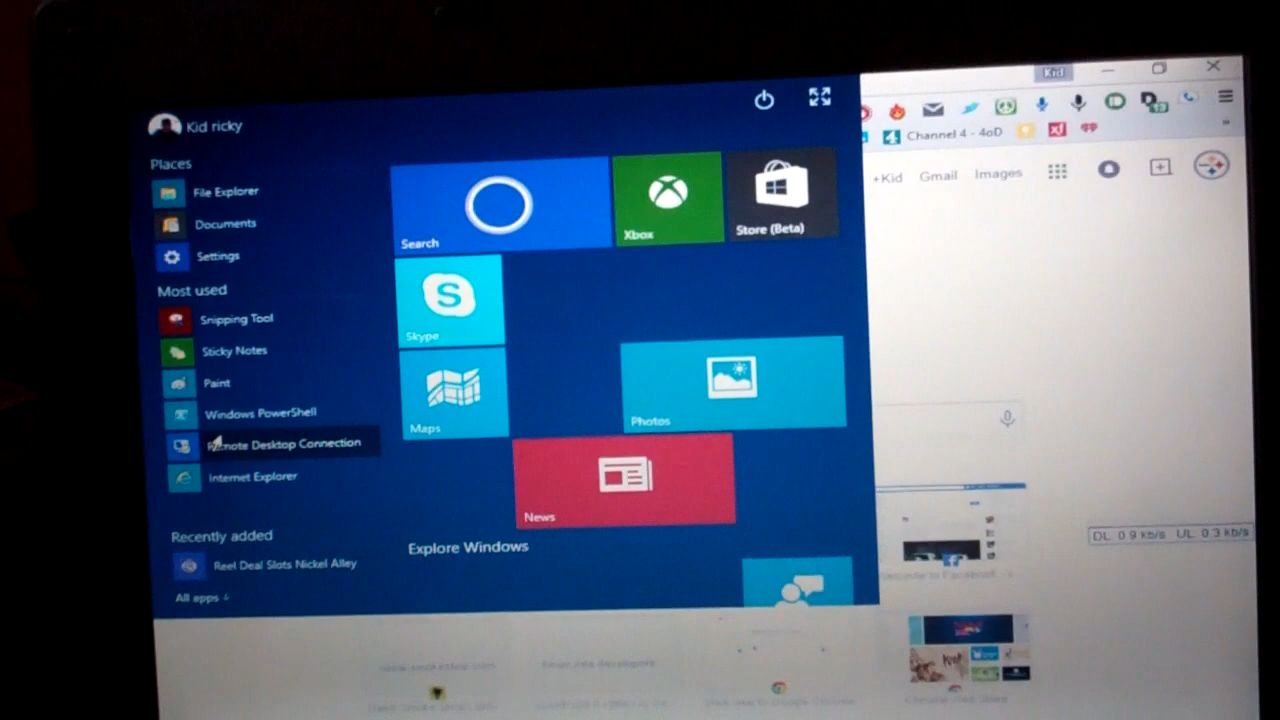 Kid
Kid ricky
Channel 4 - 4oD
Places
+Kid Gmail Images
File Explorer
Documents
Settings
Search
Xbox
Store (Beta)
Most used
Snipping Tool
Sticky Notes
Paint
Windows PowerShell
Remote Desktop Connection
Internet Explorer
Skype
Maps
Photos
News
Recently added
Reel Deal Slots Nickel Alley
All apps
Explore Windows
DL: 0.9 kb/s UL: 0.3 kb/s